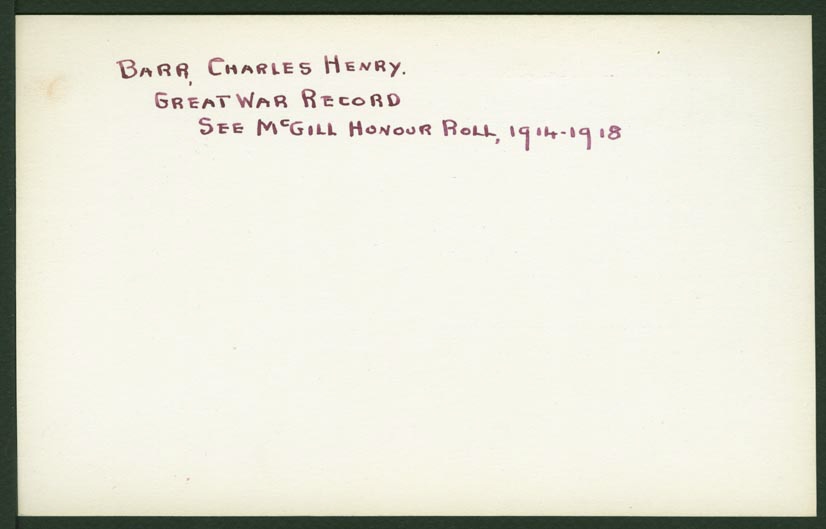 Barr, Charles Henry.
Great War Record
See McGill Honour Roll, 1914-1918